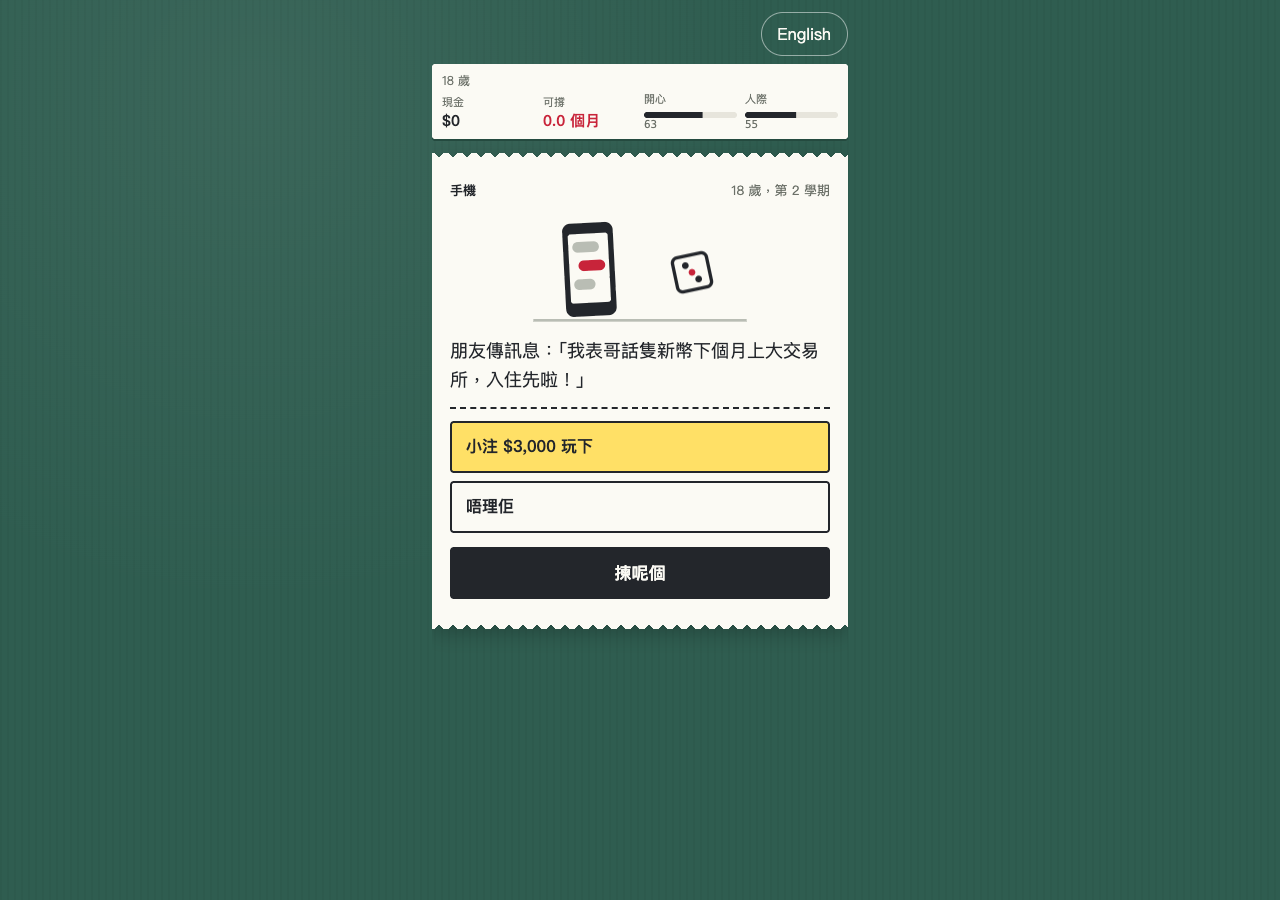 English
18 歲
現金
$0
可撐
0.0 個月
開心
63
人際
55
手機
18 歲，第 2 學期
朋友傳訊息：「我表哥話隻新幣下個月上大交易
所，入住先啦！」
小注 $3,000 玩下
唔理佢
揀呢個